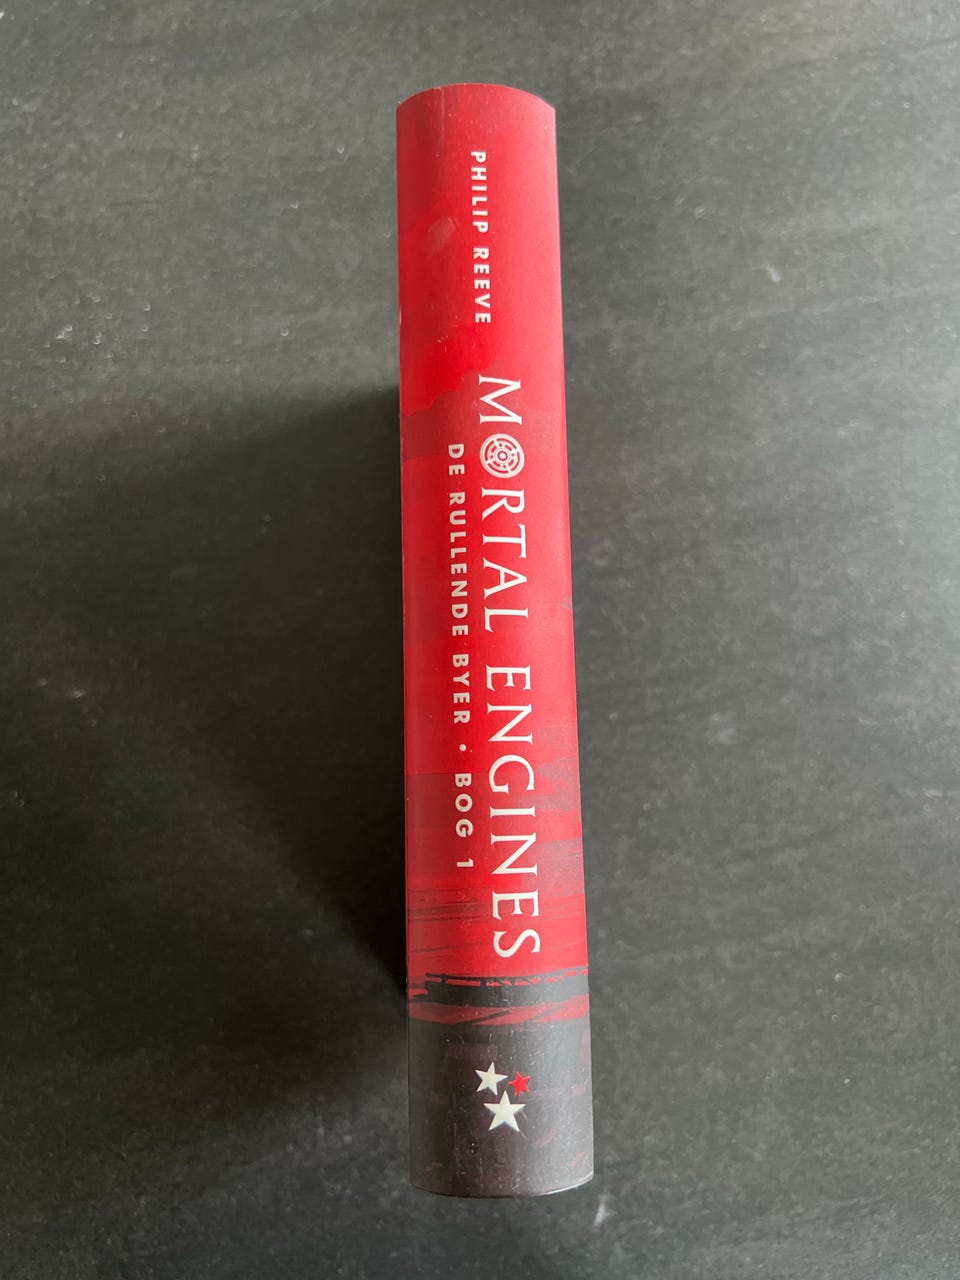 PHILIP REEVE
MORTAL ENGINES
DE RULLENDE BYER • BOG 1